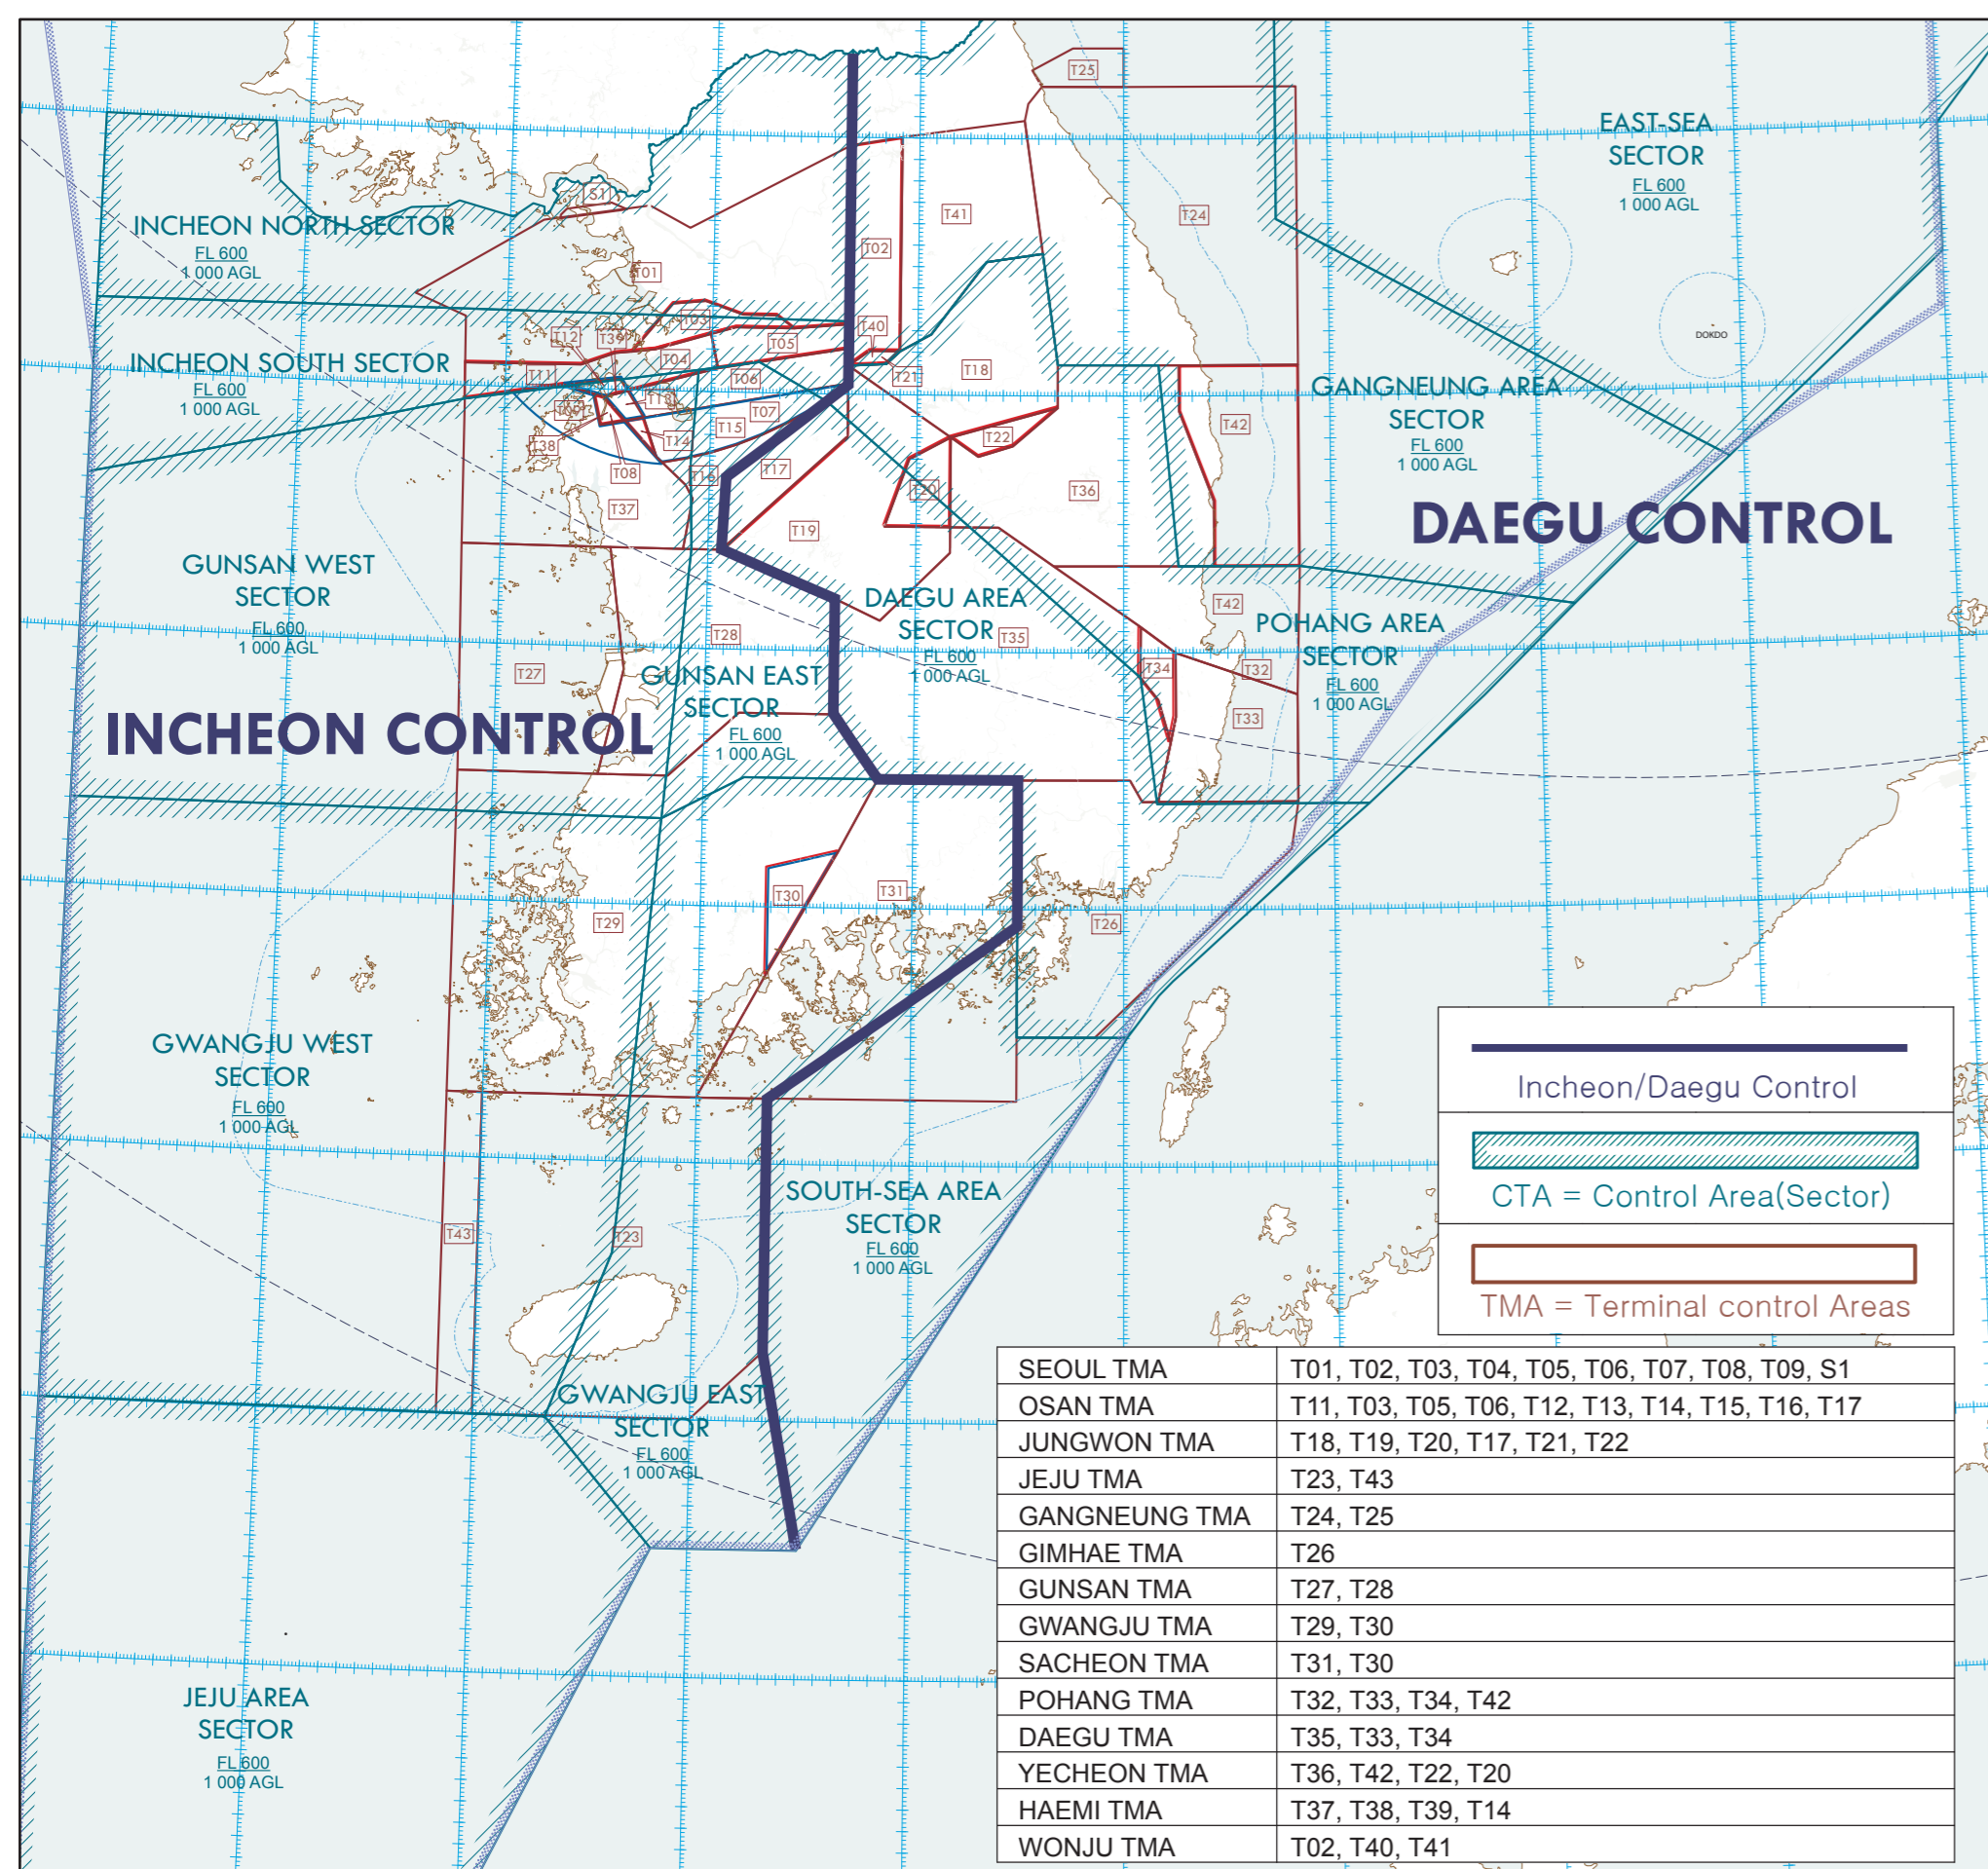 T25
EAST-SEA
SECTOR
FL 600
1 000 AGL
S1
T41
T24
INCHEON NORTH SECTOR
FL 600
1 000 AGL
T02
T01
DOKDO
T03
T40
T12
T39
T05
INCHEON SOUTH SECTOR
FL 600
1 000 AGL
T04
T11
T06
T21
T18
GANGNEUNG AREA
SECTOR
FL 600
1 000 AGL
T09
T13
T07
T38
T14
T15
T22
T42
T08
T16
T17
T20
T36
T37
T19
DAEGU CONTROL
GUNSAN WEST
SECTOR
FL 600
1 000 AGL
DAEGU AREA
SECTOR
FL 600
1 000 AGL
T42
POHANG AREA
SECTOR
FL 600
1 000 AGL
T28
T35
T27
GUNSAN EAST
SECTOR
FL 600
1 000 AGL
T34
T32
T33
INCHEON CONTROL
T30
T31
T29
T26
GWANGJU WEST
SECTOR
FL 600
1 000 AGL
SOUTH-SEA AREA
SECTOR
FL 600
1 000 AGL
T43
T23
GWANGJU EAST
SECTOR
FL 600
1 000 AGL
JEJU AREA
SECTOR
FL 600
1 000 AGL
Incheon/Daegu Control
CTA = Control Area(Sector)
TMA = Terminal control Areas
SEOUL TMA T01, T02, T03, T04, T05, T06, T07, T08, T09, S1
OSAN TMA T11, T03, T05, T06, T12, T13, T14, T15, T16, T17
JUNGWON TMA T18, T19, T20, T17, T21, T22
JEJU TMA T23, T43
GANGNEUNG TMA T24, T25
GIMHAE TMA T26
GUNSAN TMA T27, T28
GWANGJU TMA T29, T30
SACHEON TMA T31, T30
POHANG TMA T32, T33, T34, T42
DAEGU TMA T35, T33, T34
YECHEON TMA T36, T42, T22, T20
HAEMI TMA T37, T38, T39, T14
WONJU TMA T02, T40, T41